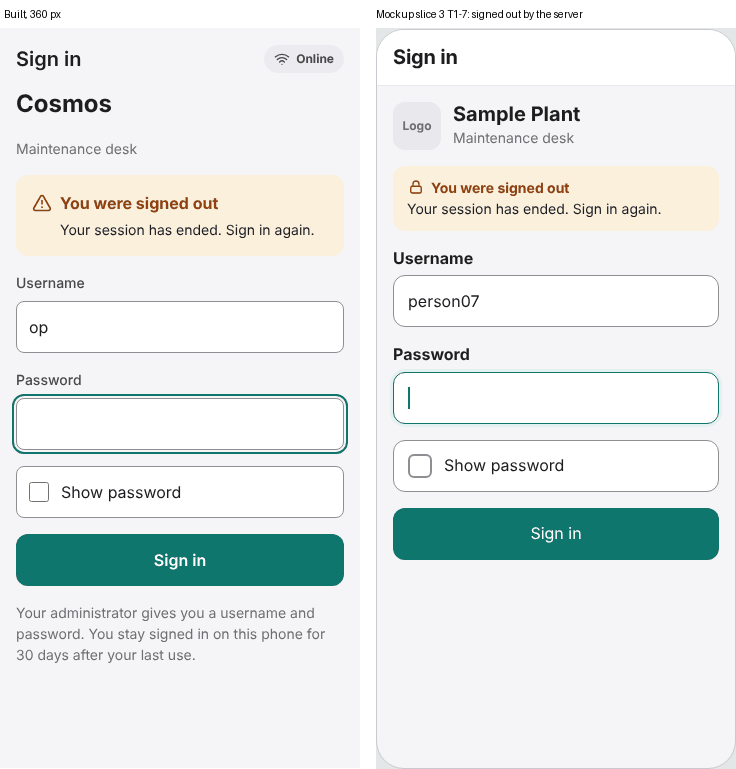 Built, 360 px
Sign in
Online
Cosmos
Maintenance desk
You were signed out
Your session has ended. Sign in again.
Username
op
Password
Show password
Sign in
Your administrator gives you a username and
password. You stay signed in on this phone for
30 days after your last use.
Mockup slice 3 T1-7: signed out by the server
Sign in
Logo
Sample Plant
Maintenance desk
You were signed out
Your session has ended. Sign in again.
Username
person07
Password
Show password
Sign in